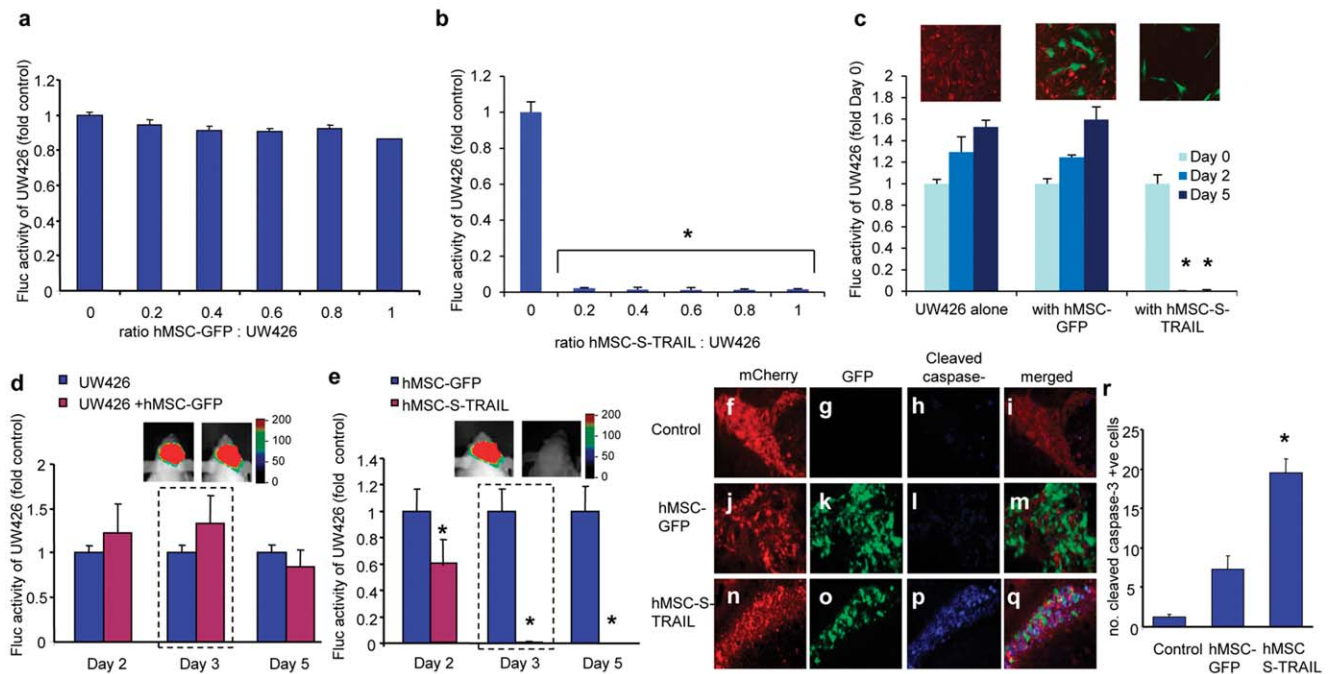 a
Fluc activity of UW426 (fold control)
1.2
1
0.8
0.6
0.4
0.2
0
0 0.2 0.4 0.6 0.8 1
ratio hMSC-GFP : UW426
b
Fluc activity of UW426 (fold control)
1.2
1
0.8
0.6
0.4
0.2
0
*
0 0.2 0.4 0.6 0.8 1
ratio hMSC-S-TRAIL : UW426
c
Fluc activity of UW426 (fold Day 0)
2
1.8
1.6
1.4
1.2
1
0.8
0.6
0.4
0.2
0
Day 0
Day 2
Day 5
* *
UW426 alone
with hMSC-
GFP
with hMSC-S-
TRAIL
d
UW426
UW426 +hMSC-GFP
200
100
50
0
Fluc activity of UW426 (fold control)
2
1.5
1
0.5
0
Day 2 Day 3 Day 5
e
hMSC-GFP
hMSC-S-TRAIL
200
100
50
0
Fluc activity of UW426 (fold control)
1.2
1
0.8
0.6
0.4
0.2
0
* * *
Day 2 Day 3 Day 5
mCherry
GFP
Cleaved
caspase-
merged
Control
f g h i
hMSC-
GFP
j k l m
hMSC-S-
TRAIL
n o p q
r
no. cleaved caspase-3 +ve cells
25
20
15
10
5
0
*
Control
hMSC-
GFP
hMSC
S-TRAIL